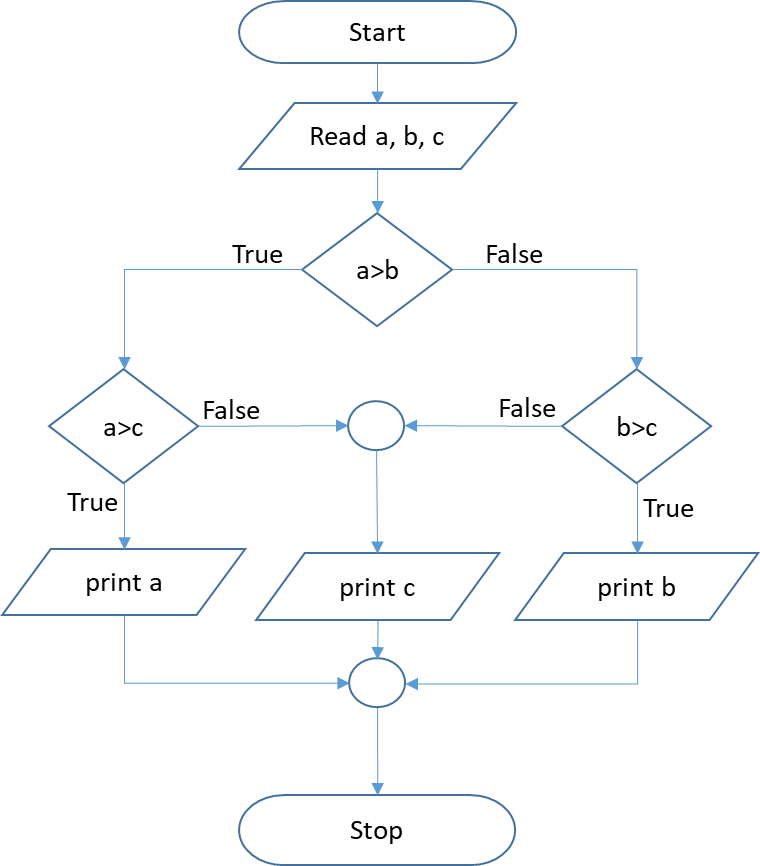 Start
Read a, b, c
True
a>b
False
a>c
False
False
b>c
True
True
print a
print c
print b
Stop